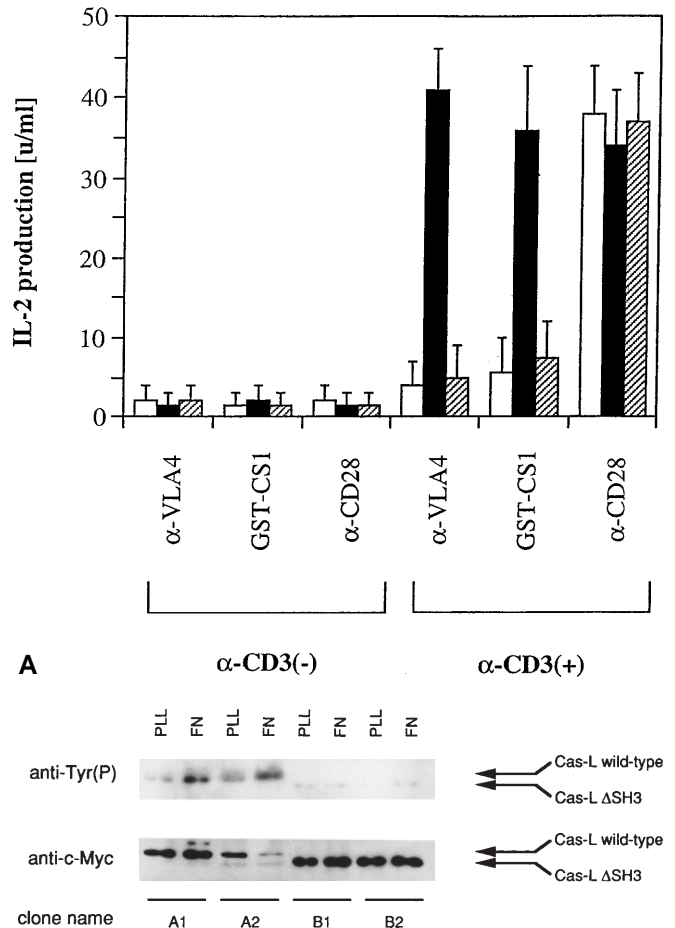 50
40
30
20
10
0
IL-2 production [u/ml]
α-VLA4
GST-CS1
α-CD28
α-VLA4
GST-CS1
α-CD28
α-CD3(-)
α-CD3(+)
A
PLL
FN
PLL
FN
PLL
FN
PLL
FN
anti-Tyr(P)
Cas-L wild-type
Cas-L ΔSH3
anti-c-Myc
Cas-L wild-type
Cas-L ΔSH3
clone name
A1
A2
B1
B2